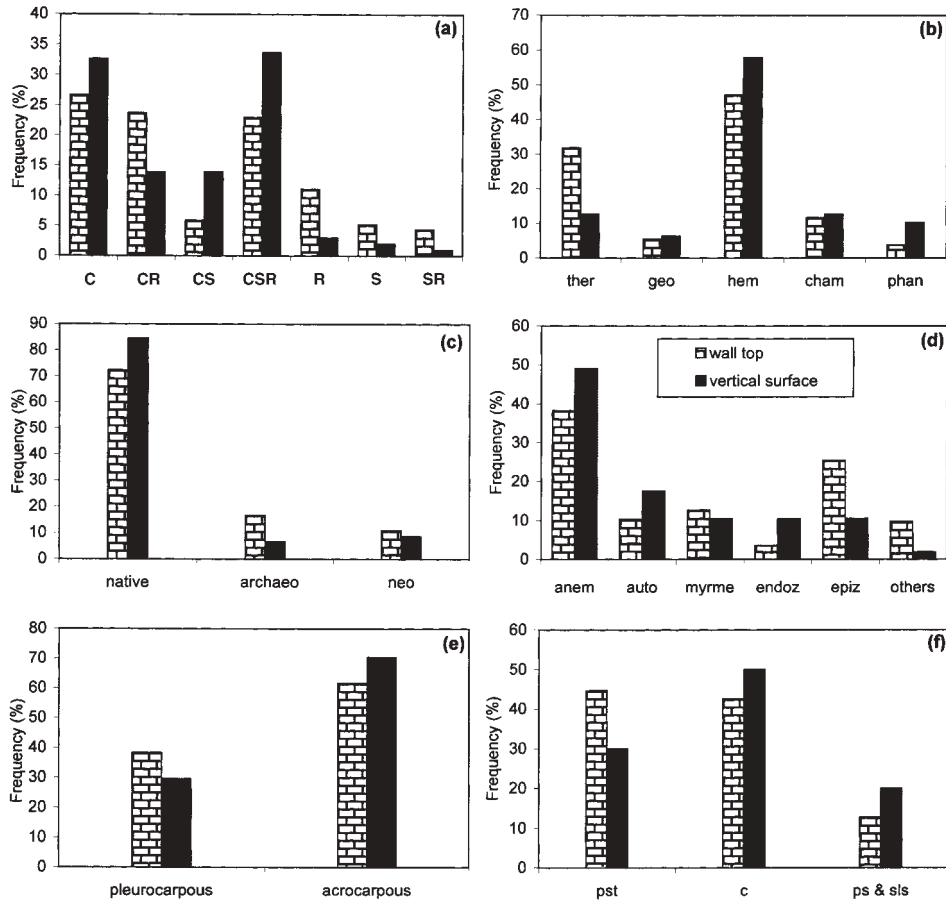 (a)
Frequency (%)
40
35
30
25
20
15
10
5
0
C CR CS CSR R S SR
(b)
Frequency (%)
70
60
50
40
30
20
10
0
ther geo hem cham phan
(c)
Frequency (%)
90
80
70
60
50
40
30
20
10
0
native archaeo neo
(d)
Frequency (%)
60
50
40
30
20
10
0
wall top
vertical surface
anem auto myrme endoz epiz others
(e)
Frequency (%)
80
70
60
50
40
30
20
10
0
pleurocarpous acrocarpous
(f)
Frequency (%)
60
50
40
30
20
10
0
pst c ps & sls